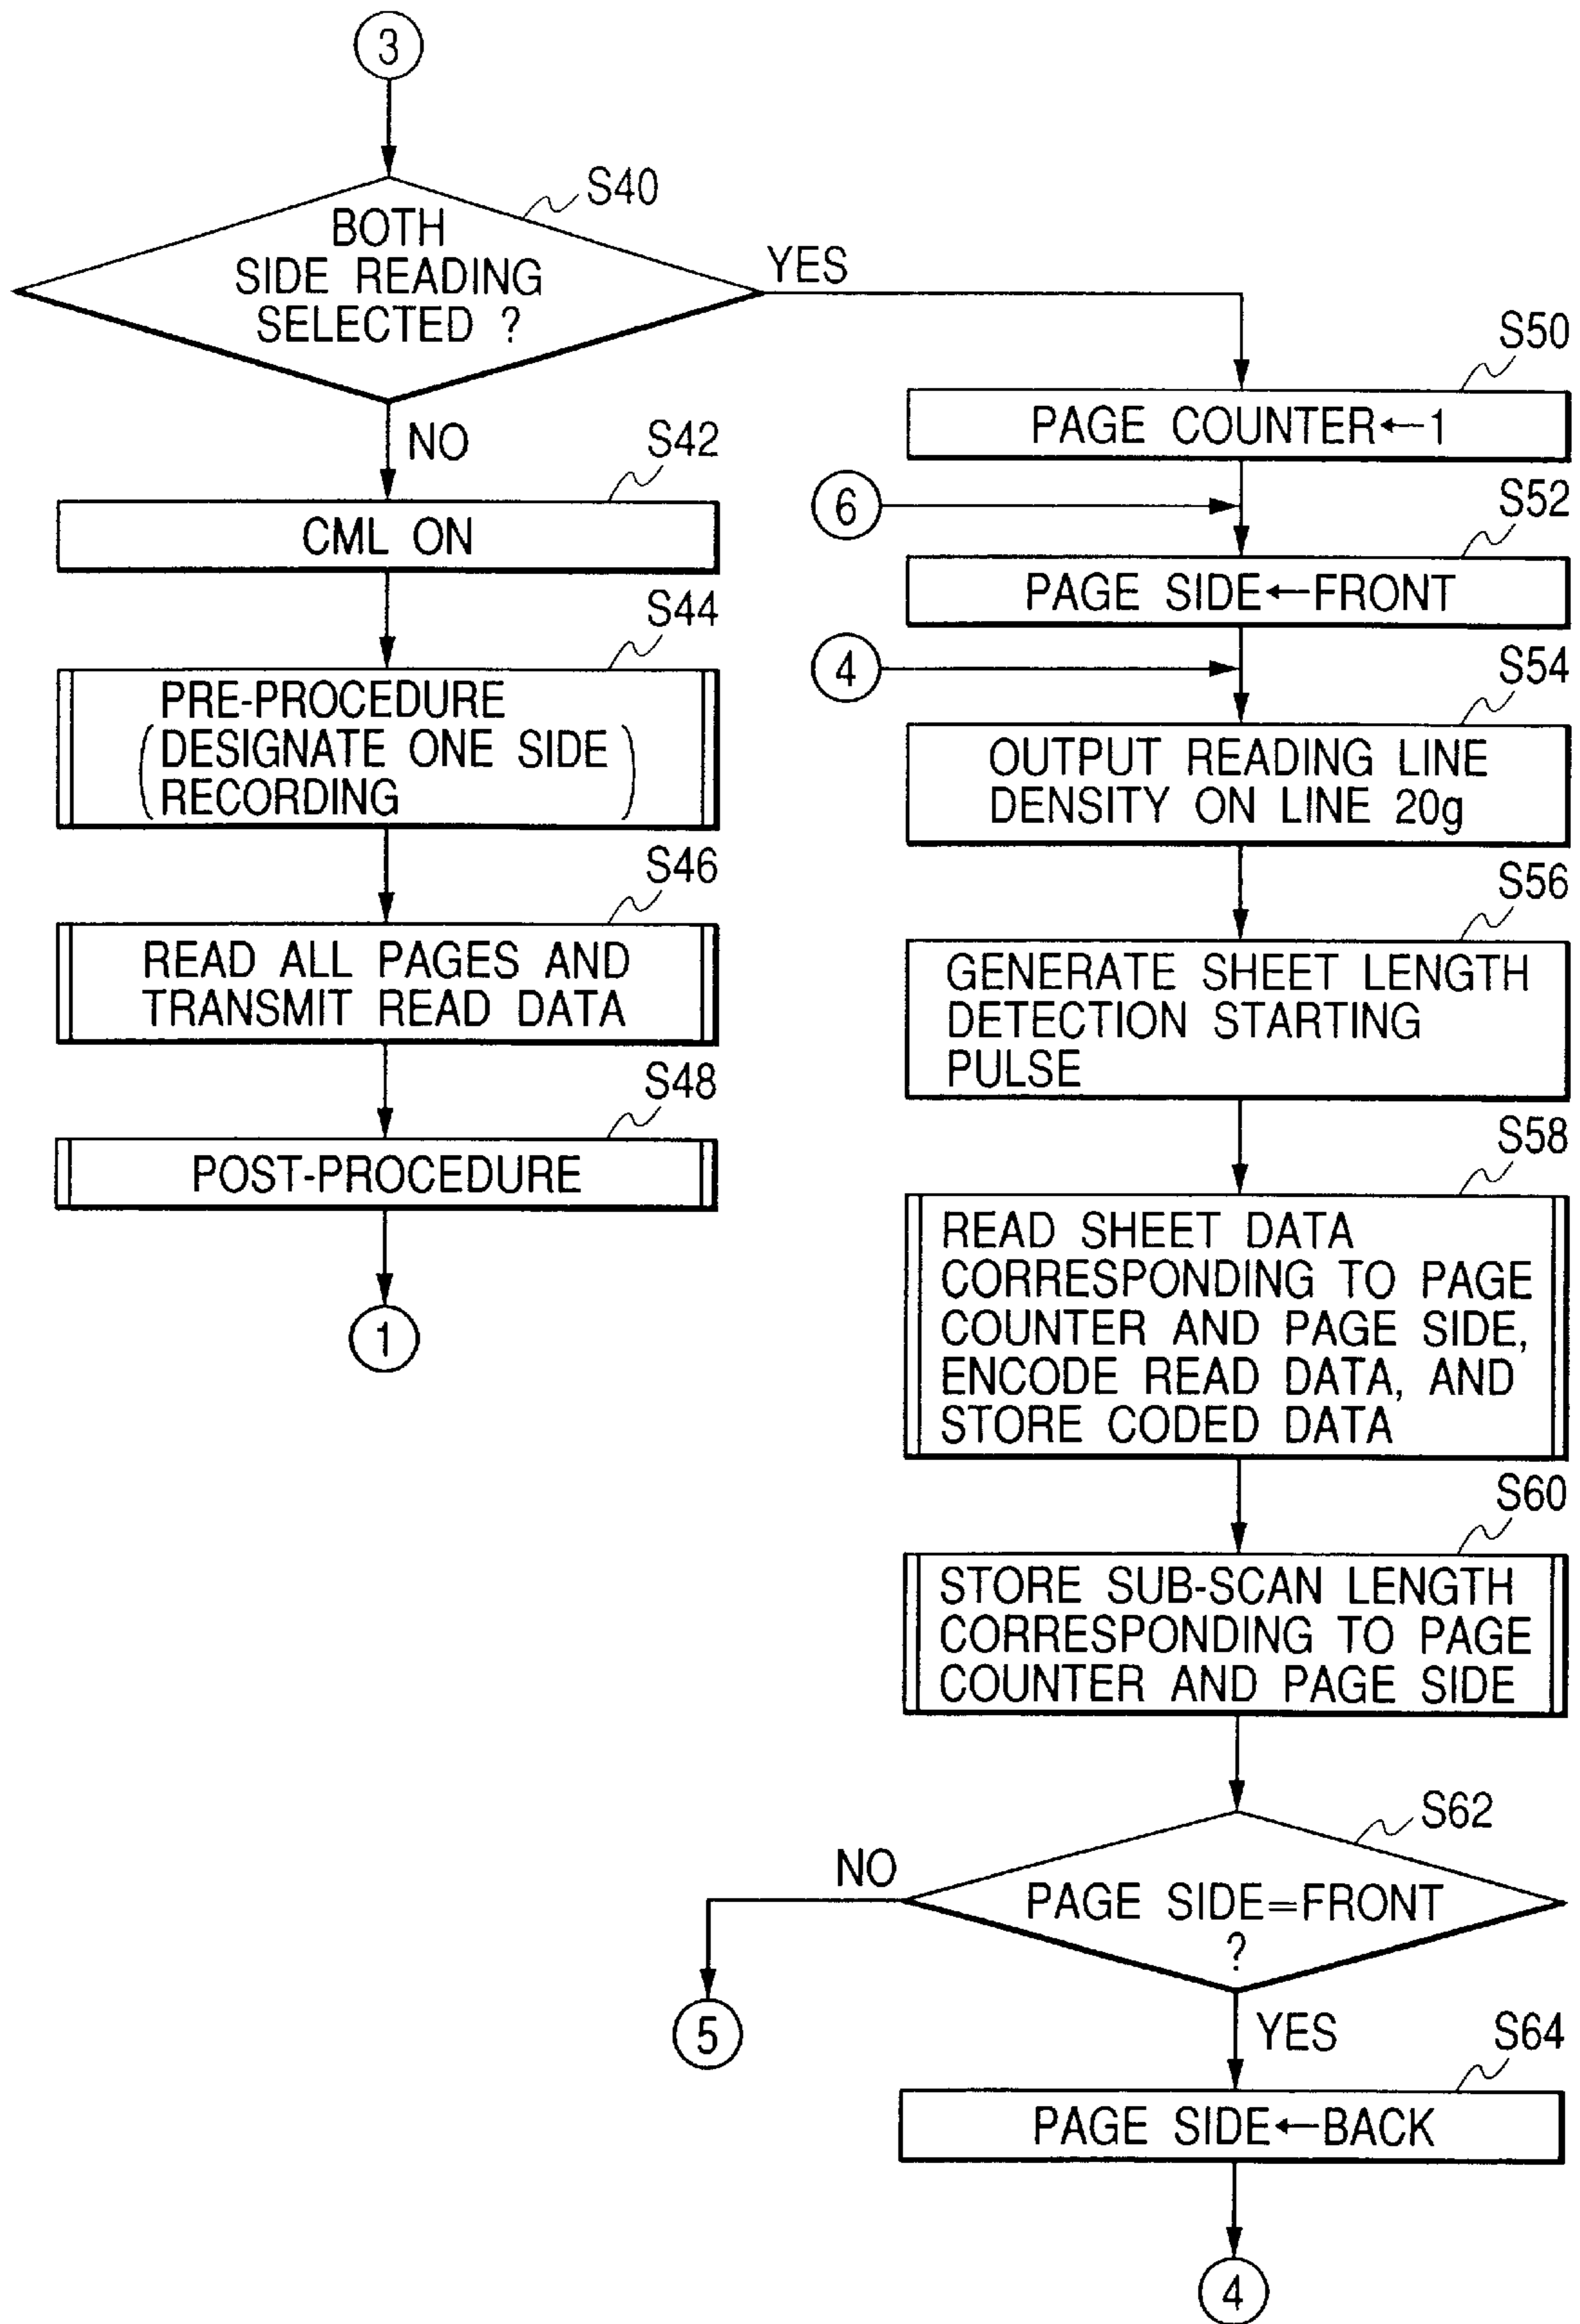 3
S40
BOTH
SIDE READING
SELECTED ?
YES
NO
S42
CML ON
S44
PRE-PROCEDURE
(DESIGNATE ONE SIDE
RECORDING)
S46
READ ALL PAGES AND
TRANSMIT READ DATA
S48
POST-PROCEDURE
1
S50
PAGE COUNTER←1
6
S52
PAGE SIDE←FRONT
4
S54
OUTPUT READING LINE
DENSITY ON LINE 20g
S56
GENERATE SHEET LENGTH
DETECTION STARTING
PULSE
S58
READ SHEET DATA
CORRESPONDING TO PAGE
COUNTER AND PAGE SIDE,
ENCODE READ DATA, AND
STORE CODED DATA
S60
STORE SUB-SCAN LENGTH
CORRESPONDING TO PAGE
COUNTER AND PAGE SIDE
S62
NO
PAGE SIDE=FRONT
?
5
YES
S64
PAGE SIDE←BACK
4